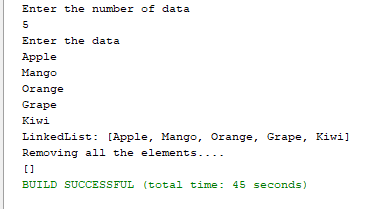 Enter the number of data
5
Enter the data
Apple
Mango
Orange
Grape
Kiwi
LinkedList: [Apple, Mango, Orange, Grape, Kiwi]
Removing all the elements....
[]
BUILD SUCCESSFUL (total time: 45 seconds)